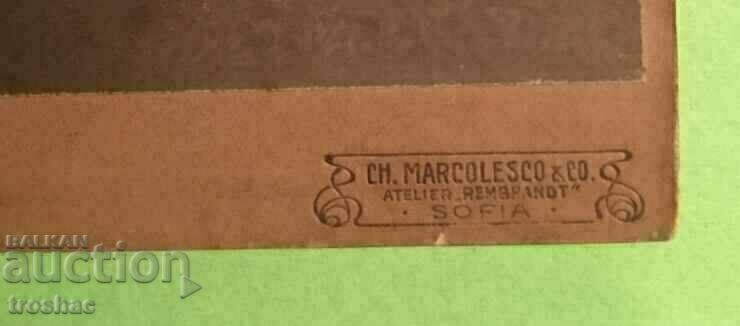 CH. MARCOLESCO & CO.
ATELIER „REMBRANDT"
· SOFIA ·
BALKAN
auction
troshac